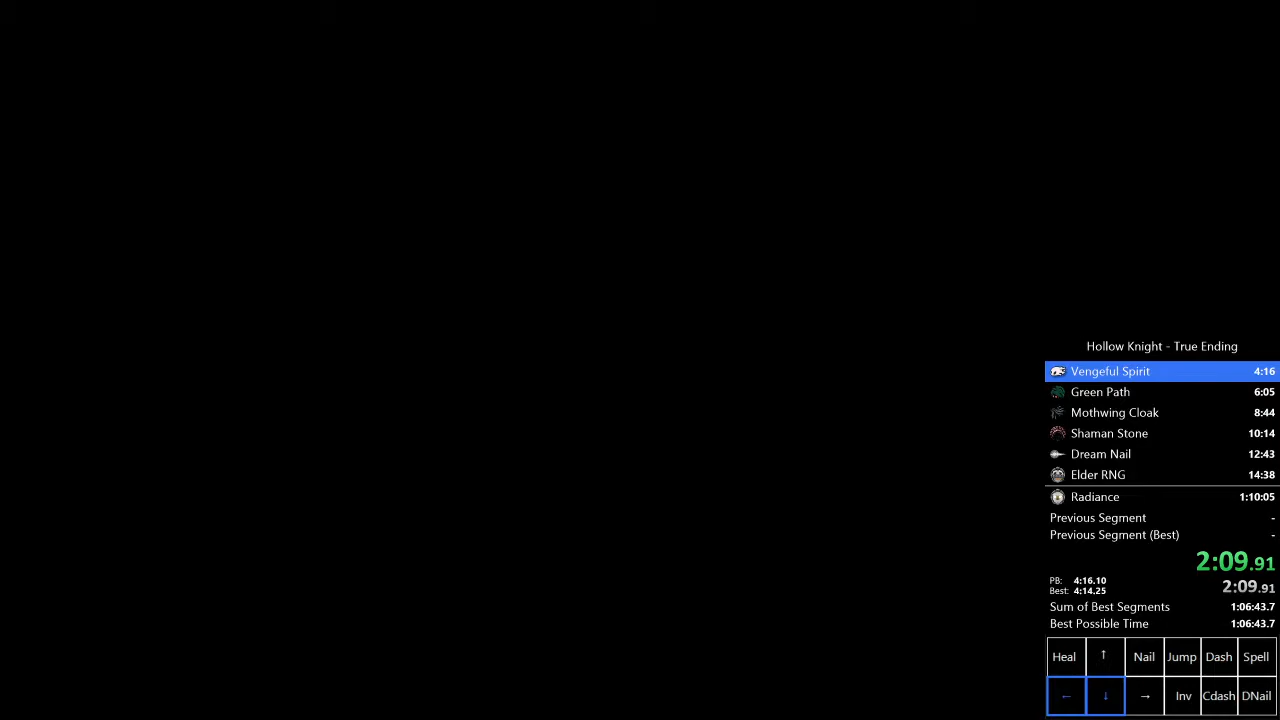 Hollow Knight - True Ending
Vengeful Spirit 4:16
Green Path 6:05
Mothwing Cloak 8:44
Shaman Stone 10:14
Dream Nail 12:43
Elder RNG 14:38
Radiance 1:10:05
Previous Segment -
Previous Segment (Best) -
2:09.91
PB: 4:16.10
Best: 4:14.25
2:09.91
Sum of Best Segments 1:06:43.7
Best Possible Time 1:06:43.7
Heal ↑ Nail Jump Dash Spell
← ↓ → Inv Cdash DNail